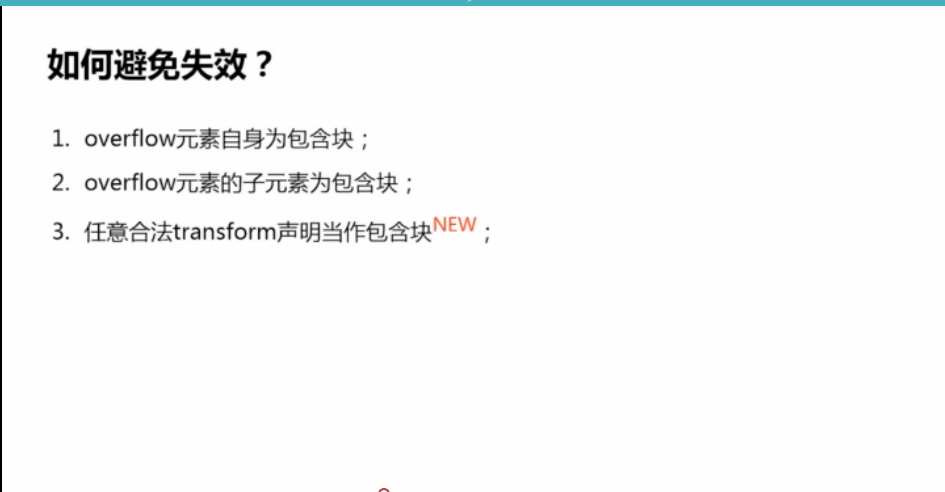 如何避免失效？
1. overflow元素自身为包含块；
2. overflow元素的子元素为包含块；
3. 任意合法transform声明当作包含块NEW；